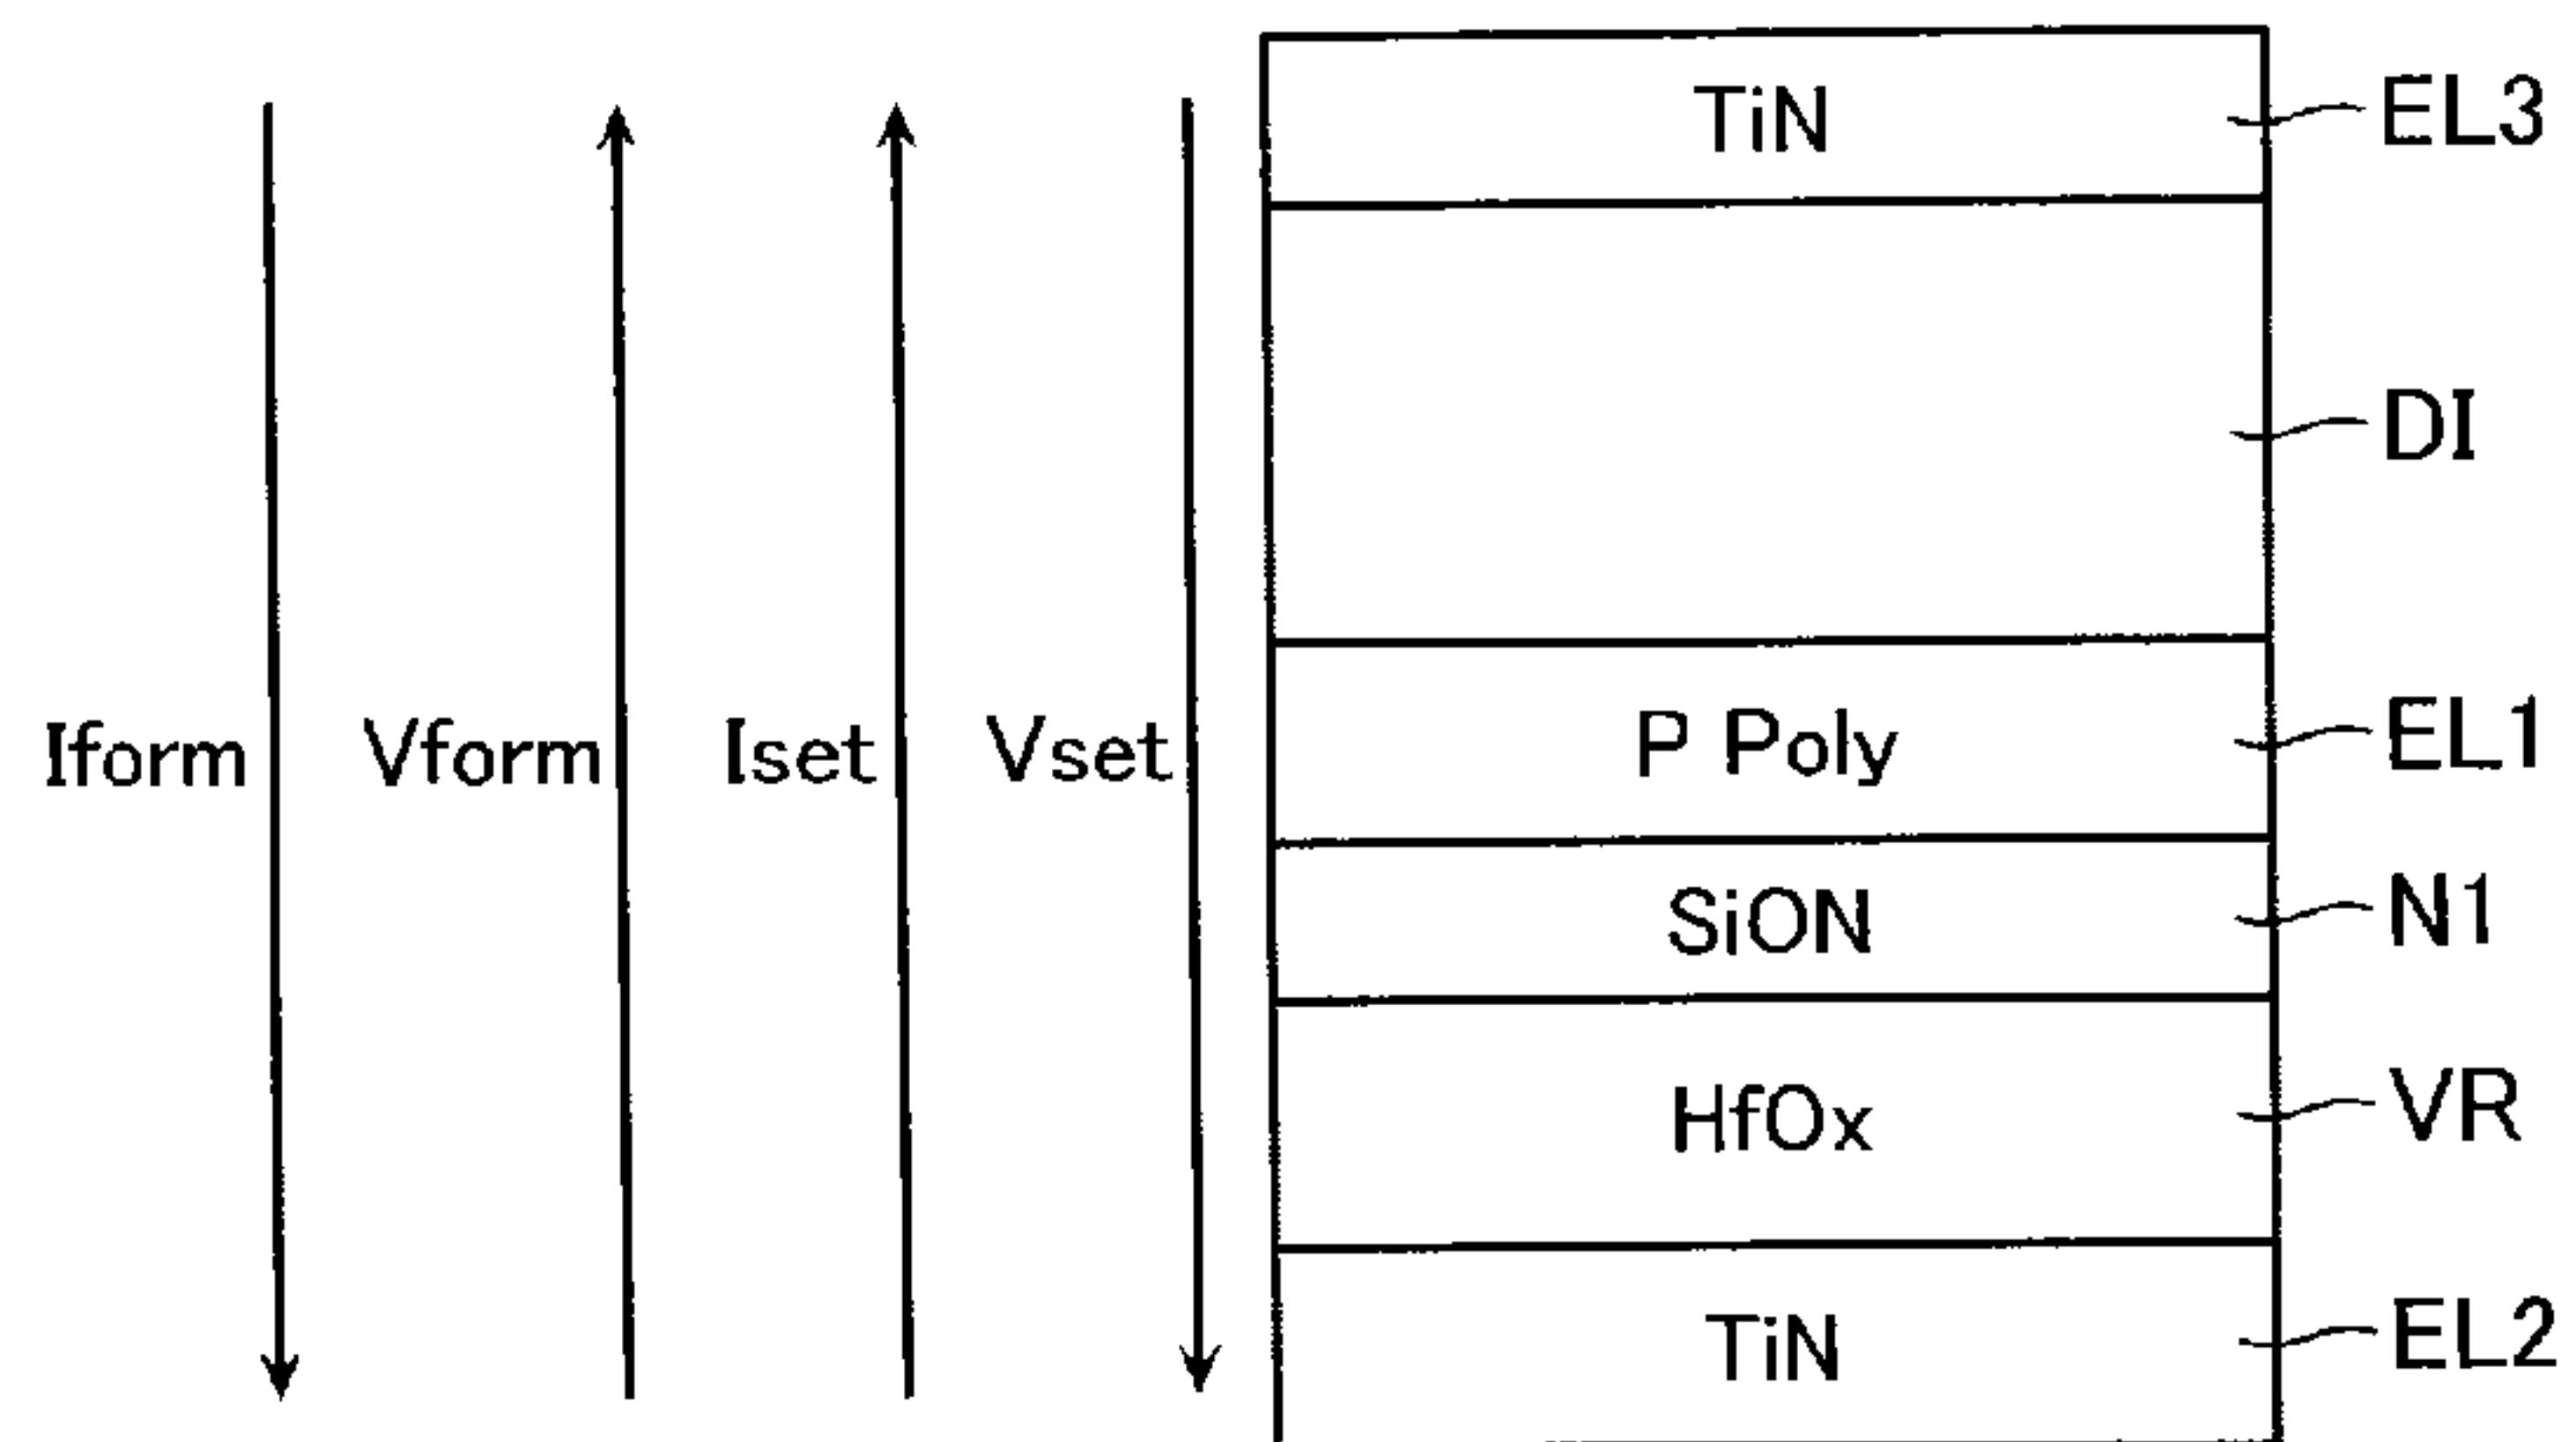 TiN EL3
DI
Iform Vform Iset Vset P Poly EL1
SiON N1
HfOx VR
TiN EL2